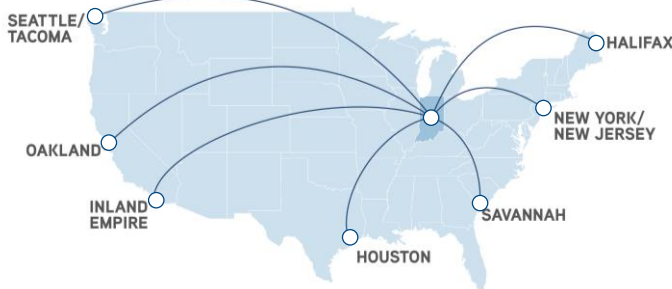 SEATTLE/
TACOMA
HALIFAX
NEW YORK/
NEW JERSEY
OAKLAND
INLAND
EMPIRE
SAVANNAH
HOUSTON